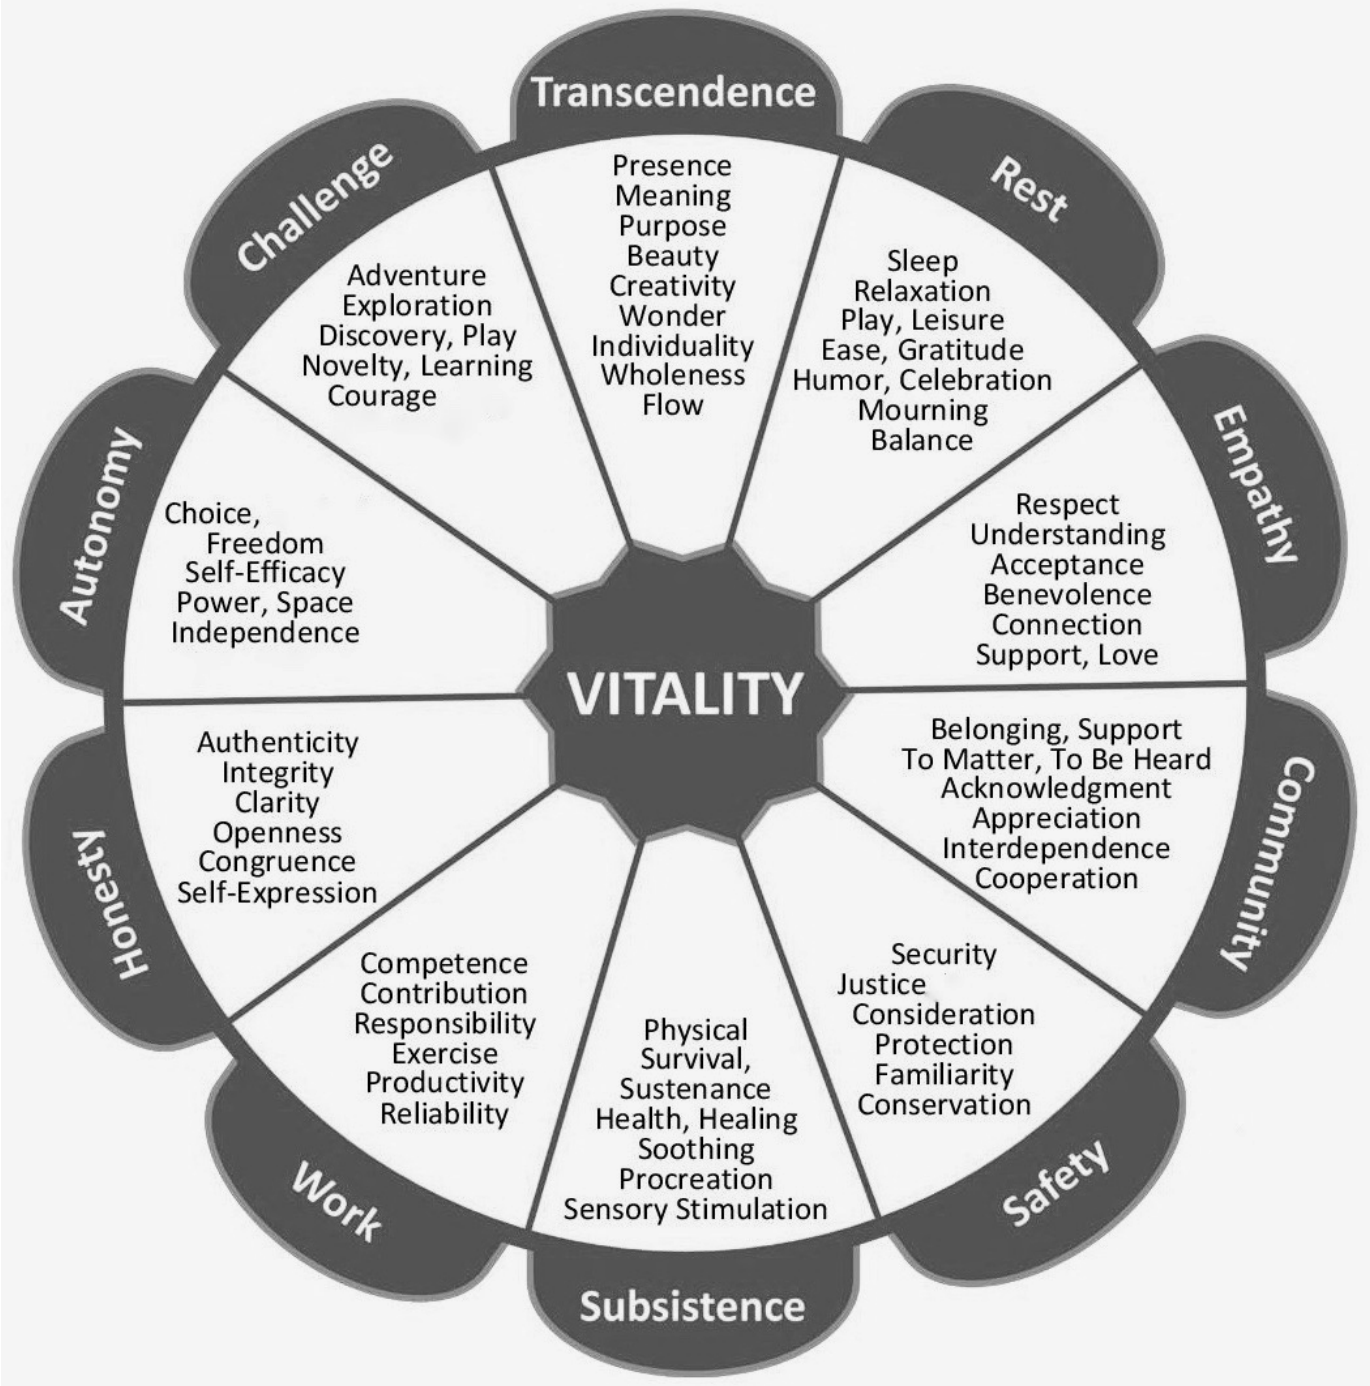 Transcendence
Presence
Meaning
Purpose
Beauty
Creativity
Wonder
Individuality
Wholeness
Flow
Rest
Sleep
Relaxation
Play, Leisure
Ease, Gratitude
Humor, Celebration
Mourning
Balance
Empathy
Respect
Understanding
Acceptance
Benevolence
Connection
Support, Love
Community
Belonging, Support
To Matter, To Be Heard
Acknowledgment
Appreciation
Interdependence
Cooperation
Safety
Security
Justice
Consideration
Protection
Familiarity
Conservation
Subsistence
Physical
Survival,
Sustenance
Health, Healing
Soothing
Procreation
Sensory Stimulation
Work
Competence
Contribution
Responsibility
Exercise
Productivity
Reliability
Honesty
Authenticity
Integrity
Clarity
Openness
Congruence
Self-Expression
Autonomy
Choice,
Freedom
Self-Efficacy
Power, Space
Independence
Challenge
Adventure
Exploration
Discovery, Play
Novelty, Learning
Courage
VITALITY